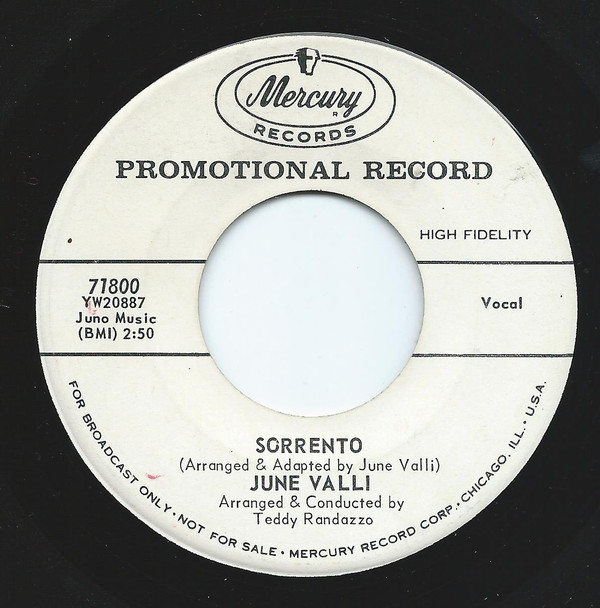 Mercury
R
RECORDS
PROMOTIONAL RECORD
HIGH FIDELITY
71800
YW20887
Juno Music
(BMI) 2:50
Vocal
SORRENTO
(Arranged & Adapted by June Valli)
JUNE VALLI
Arranged & Conducted by
Teddy Randazzo
FOR BROADCAST ONLY • NOT FOR SALE • MERCURY RECORD CORP. • CHICAGO, ILL. • U.S.A.